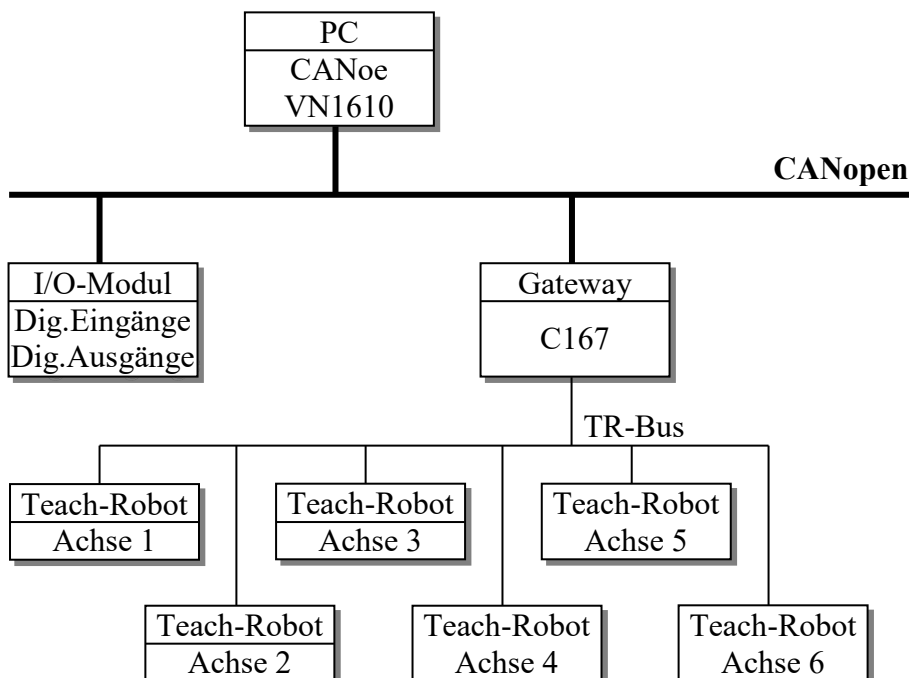 PC
CANoe
VN1610
CANopen
I/O-Modul
Dig.Eingänge
Dig.Ausgänge
Gateway
C167
TR-Bus
Teach-Robot
Achse 1
Teach-Robot
Achse 3
Teach-Robot
Achse 5
Teach-Robot
Achse 2
Teach-Robot
Achse 4
Teach-Robot
Achse 6